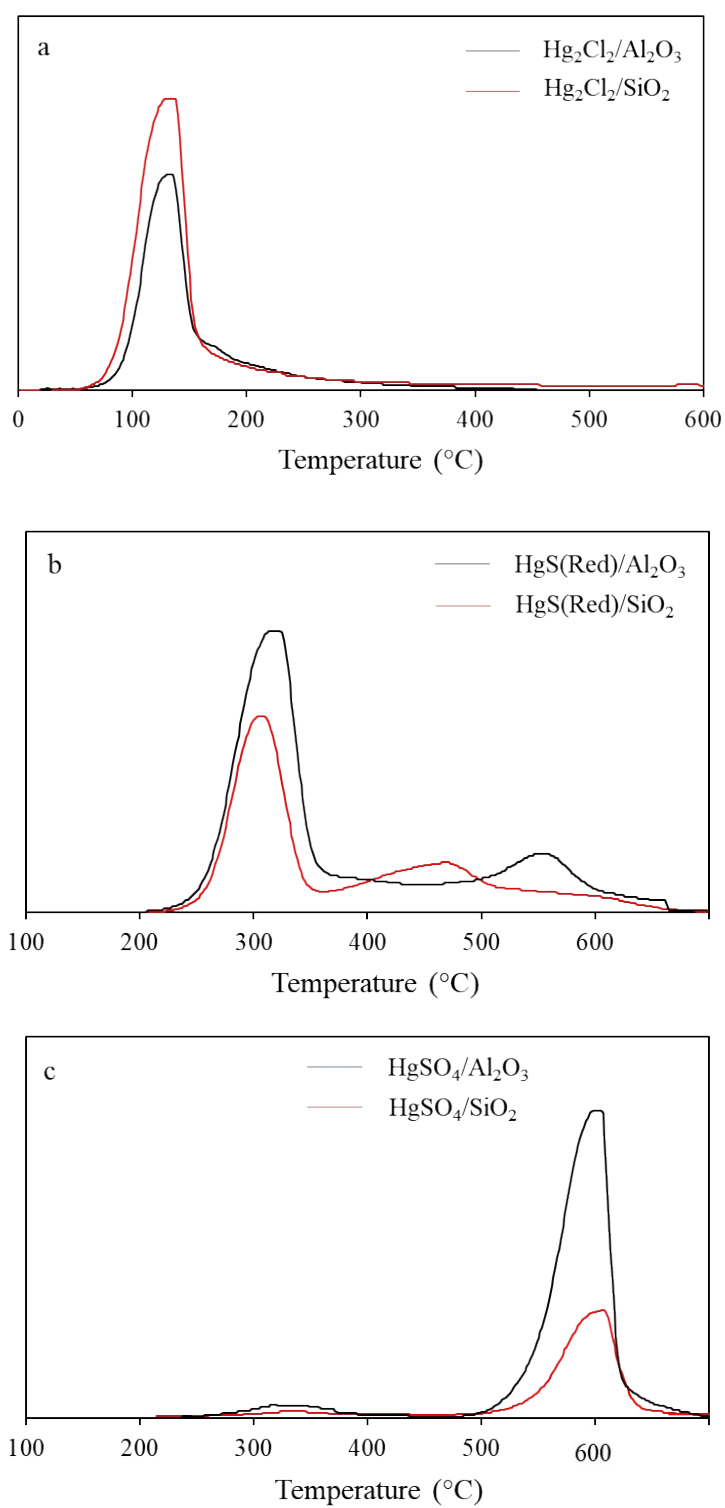 a
Hg₂Cl₂/Al₂O₃
Hg₂Cl₂/SiO₂
0 100 200 300 400 500 600
Temperature (°C)
b
HgS(Red)/Al₂O₃
HgS(Red)/SiO₂
100 200 300 400 500 600
Temperature (°C)
c
HgSO₄/Al₂O₃
HgSO₄/SiO₂
100 200 300 400 500 600
Temperature (°C)